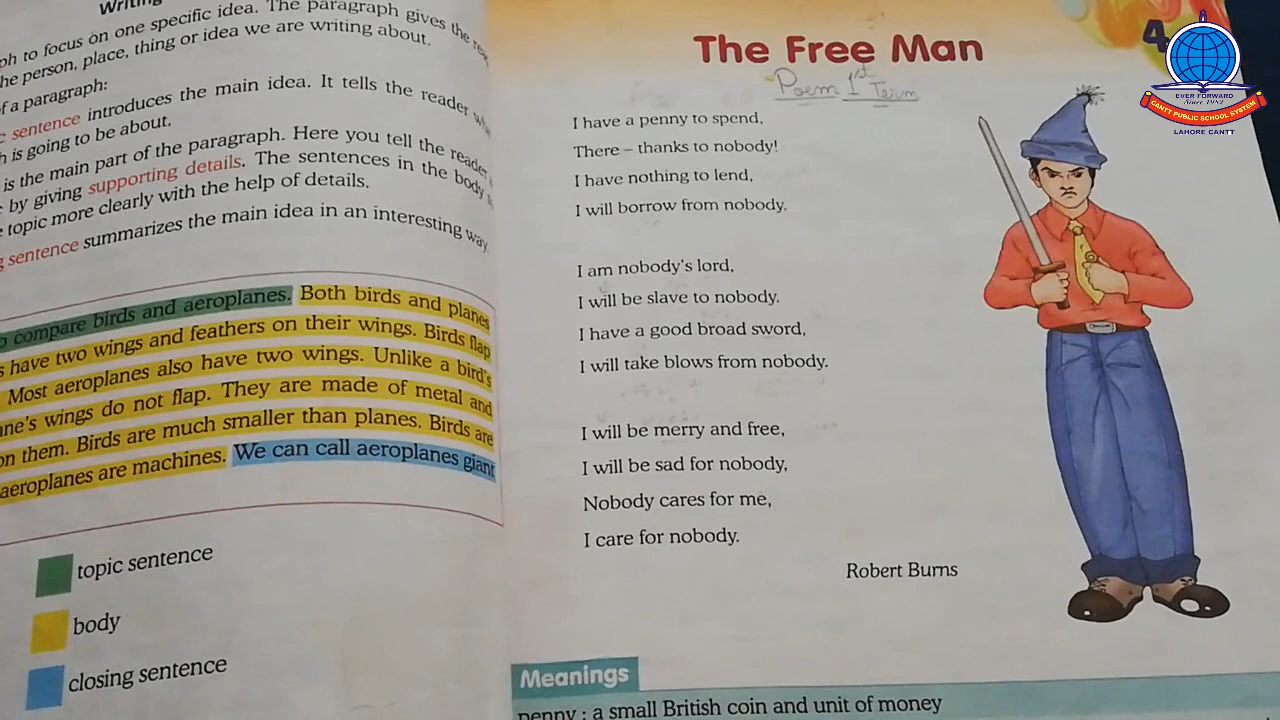 Writing
to focus on one specific idea. The paragraph gives the
person, place, thing or idea we are writing about.
of a paragraph:
sentence introduces the main idea. It tells the reader
is going to be about.
is the main part of the paragraph. Here you tell the reader
by giving supporting details. The sentences in the body
topic more clearly with the help of details.
sentence summarizes the main idea in an interesting way.
compare birds and aeroplanes. Both birds and planes
have two wings and feathers on their wings. Birds flap
Most aeroplanes also have two wings. Unlike a bird's
wings do not flap. They are made of metal and
on them. Birds are much smaller than planes. Birds are
aeroplanes are machines. We can call aeroplanes giant
topic sentence
body
closing sentence
4
The Free Man
Poem 1st Term
I have a penny to spend,
There – thanks to nobody!
I have nothing to lend,
I will borrow from nobody.
I am nobody's lord,
I will be slave to nobody.
I have a good broad sword,
I will take blows from nobody.
I will be merry and free,
I will be sad for nobody,
Nobody cares for me,
I care for nobody.
Robert Burns
Meanings
penny : a small British coin and unit of money
EVER FORWARD
Since 1982
CANTT PUBLIC SCHOOL SYSTEM
LAHORE CANTT